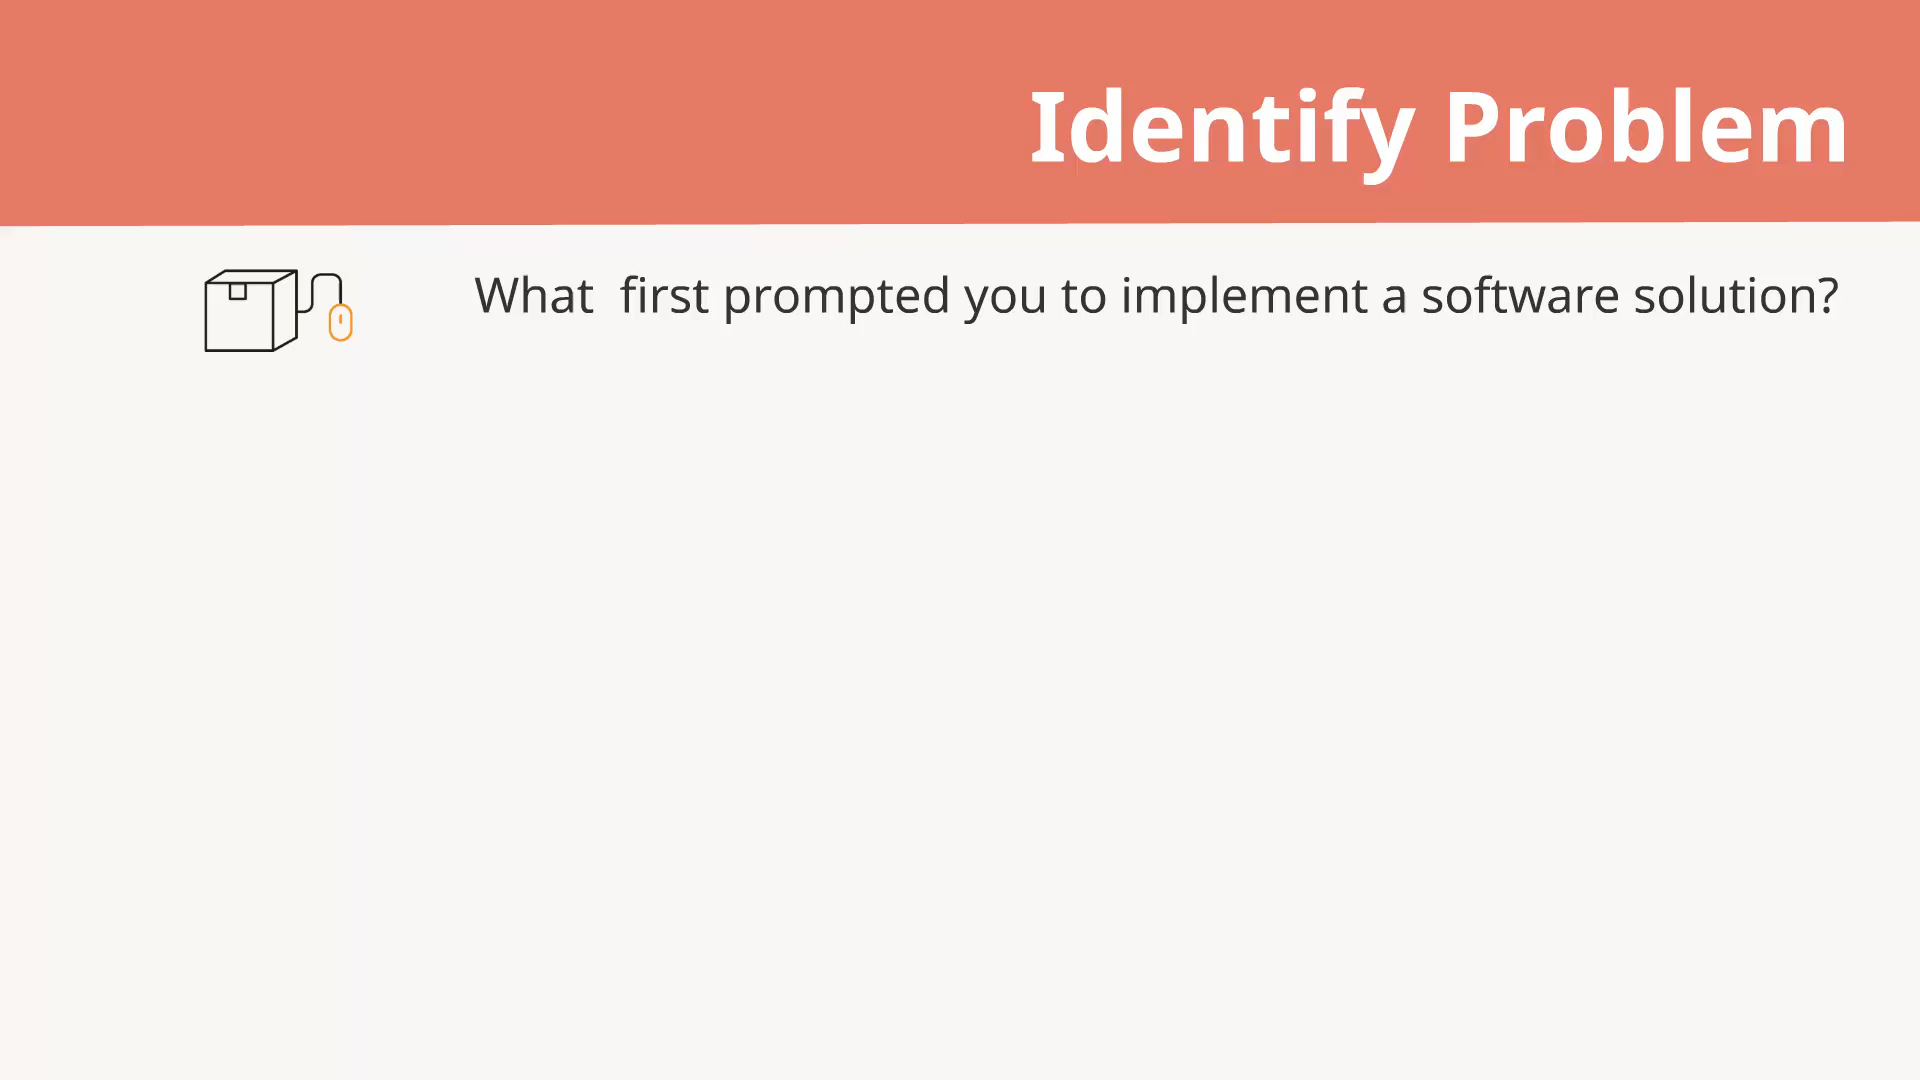 Identify Problem
What  first prompted you to implement a software solution?